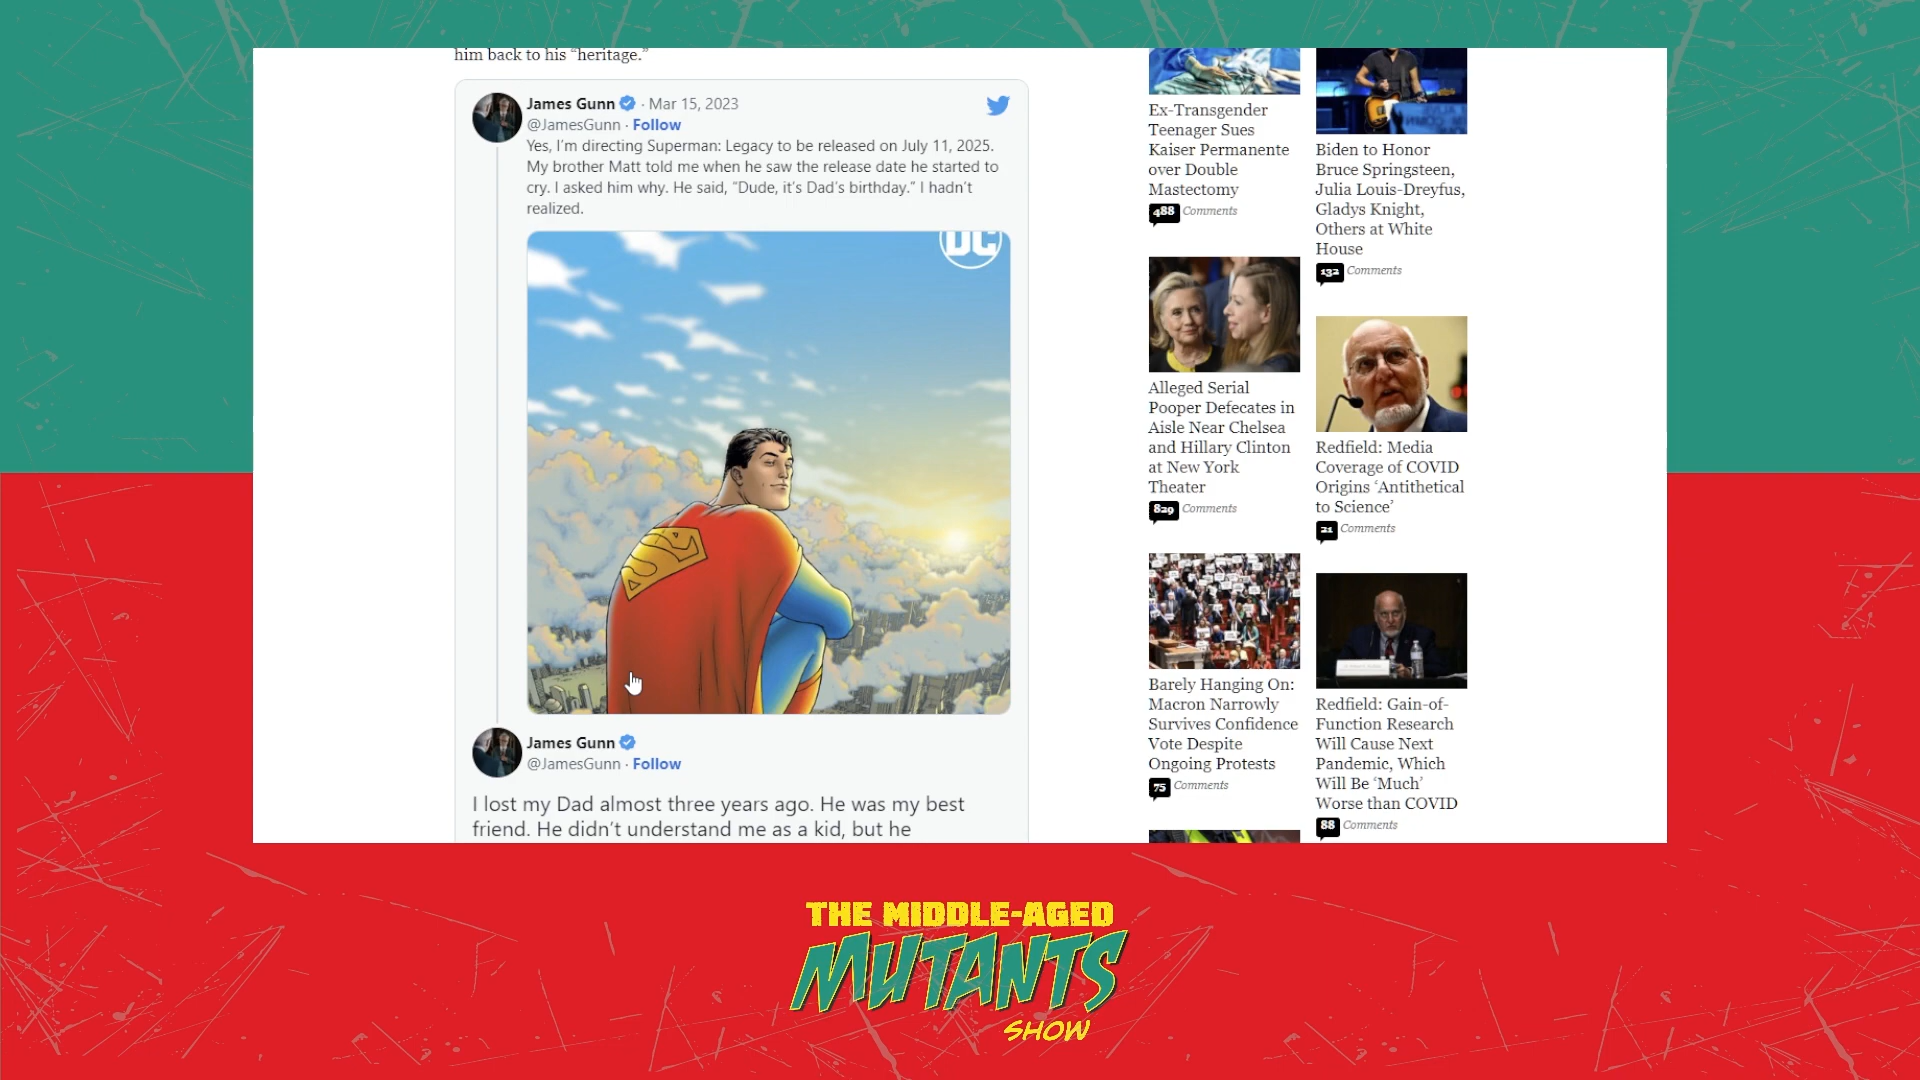 him back to his “heritage.”
James Gunn · Mar 15, 2023
@JamesGunn · Follow
Yes, I’m directing Superman: Legacy to be released on July 11, 2025.
My brother Matt told me when he saw the release date he started to
cry. I asked him why. He said, “Dude, it’s Dad’s birthday.” I hadn’t
realized.
DC
S
James Gunn
@JamesGunn · Follow
I lost my Dad almost three years ago. He was my best
friend. He didn’t understand me as a kid, but he
Ex-Transgender
Teenager Sues
Kaiser Permanente
over Double
Mastectomy
488 Comments
Alleged Serial
Pooper Defecates in
Aisle Near Chelsea
and Hillary Clinton
at New York
Theater
829 Comments
Barely Hanging On:
Macron Narrowly
Survives Confidence
Vote Despite
Ongoing Protests
75 Comments
Biden to Honor
Bruce Springsteen,
Julia Louis-Dreyfus,
Gladys Knight,
Others at White
House
132 Comments
Redfield: Media
Coverage of COVID
Origins ‘Antithetical
to Science’
21 Comments
Redfield: Gain-of-
Function Research
Will Cause Next
Pandemic, Which
Will Be ‘Much’
Worse than COVID
88 Comments
THE MIDDLE-AGED
MUTANTS
SHOW